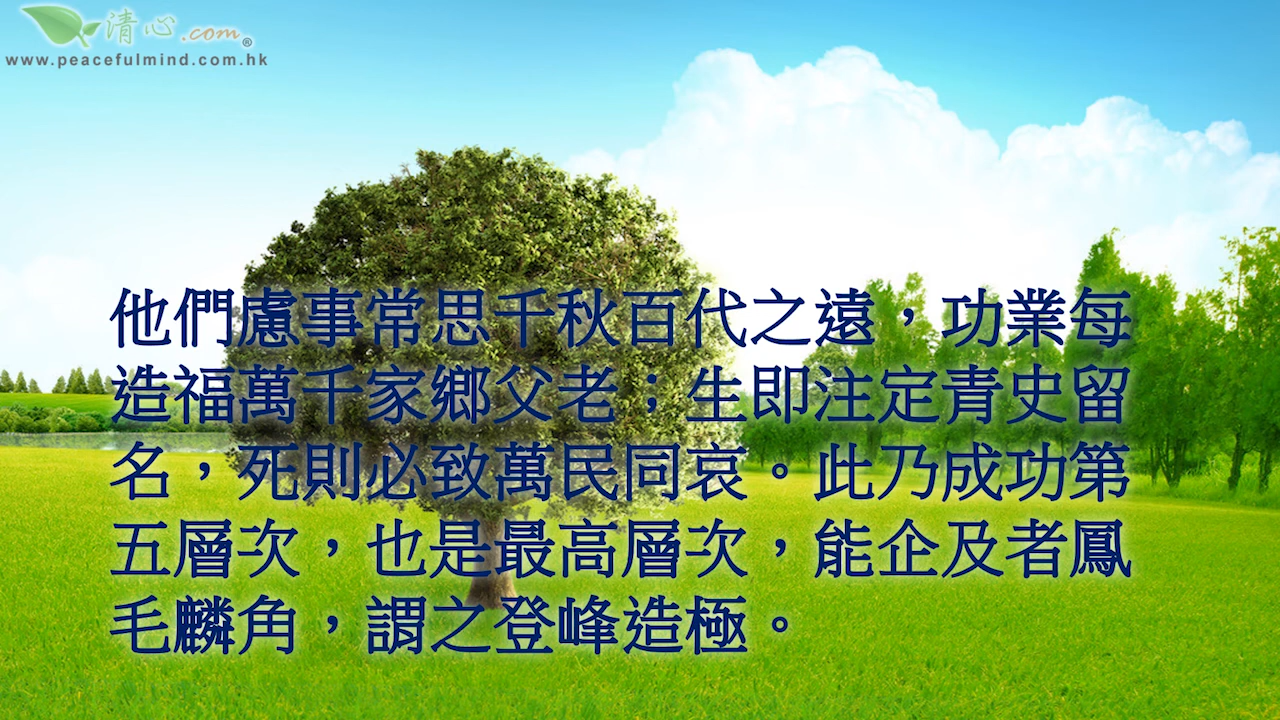 清心.com®
www.peacefulmind.com.hk
他們慮事常思千秋百代之遠，功業每
造福萬千家鄉父老；生即注定青史留
名，死則必致萬民同哀。此乃成功第
五層次，也是最高層次，能企及者鳳
毛麟角，謂之登峰造極。